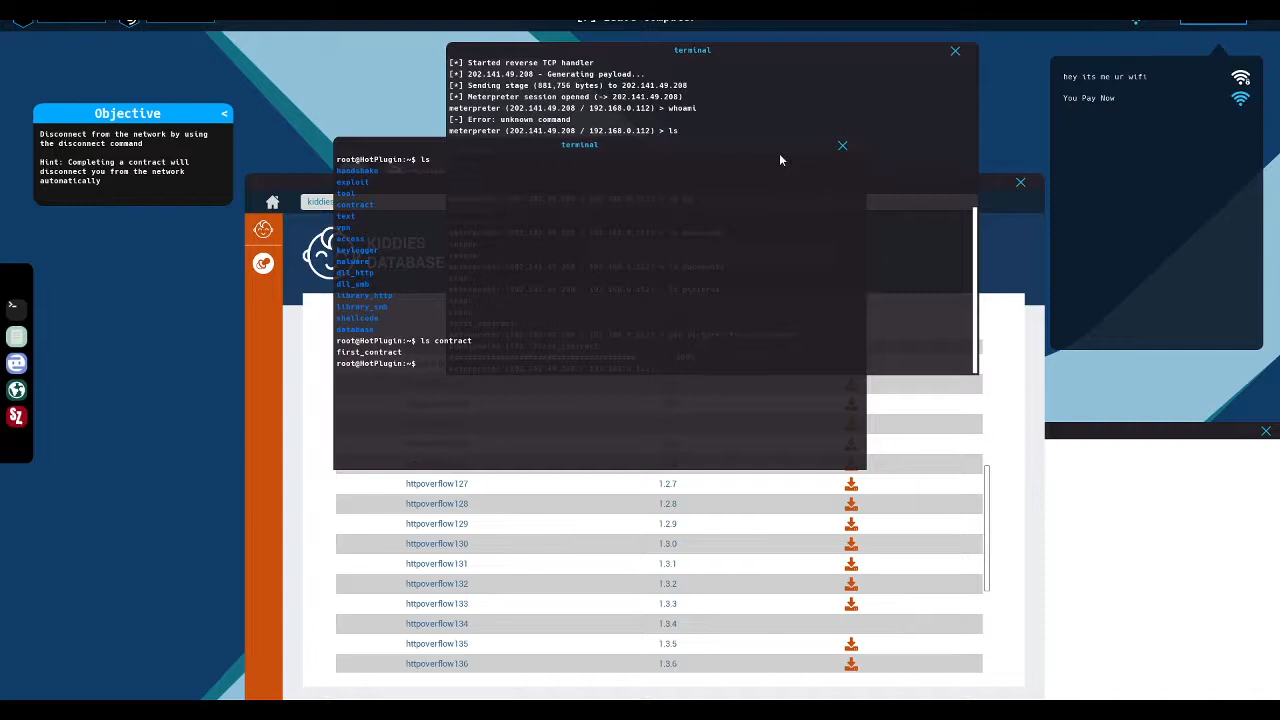 Objective <
Disconnect from the network by using
the disconnect command
Hint: Completing a contract will
disconnect you from the network
automatically
terminal
[*] Started reverse TCP handler
[*] 202.141.49.208 - Generating payload...
[*] Sending stage (881,756 bytes) to 202.141.49.208
[*] Meterpreter session opened (-> 202.141.49.208)
meterpreter (202.141.49.208 / 192.168.0.112) > whoami
[-] Error: unknown command
meterpreter (202.141.49.208 / 192.168.0.112) > ls
terminal
root@HotPlugin:~$ ls
handshake
exploit
tool
contract
text
vpn
access
keylogger
malware
dll_http
dll_smb
library_http
library_smb
shellcode
database
root@HotPlugin:~$ ls contract
first_contract
root@HotPlugin:~$
kiddies
KIDDIES
DATABASE
httpoverflow127 1.2.7
httpoverflow128 1.2.8
httpoverflow129 1.2.9
httpoverflow130 1.3.0
httpoverflow131 1.3.1
httpoverflow132 1.3.2
httpoverflow133 1.3.3
httpoverflow134 1.3.4
httpoverflow135 1.3.5
httpoverflow136 1.3.6
hey its me ur wifi
You Pay Now